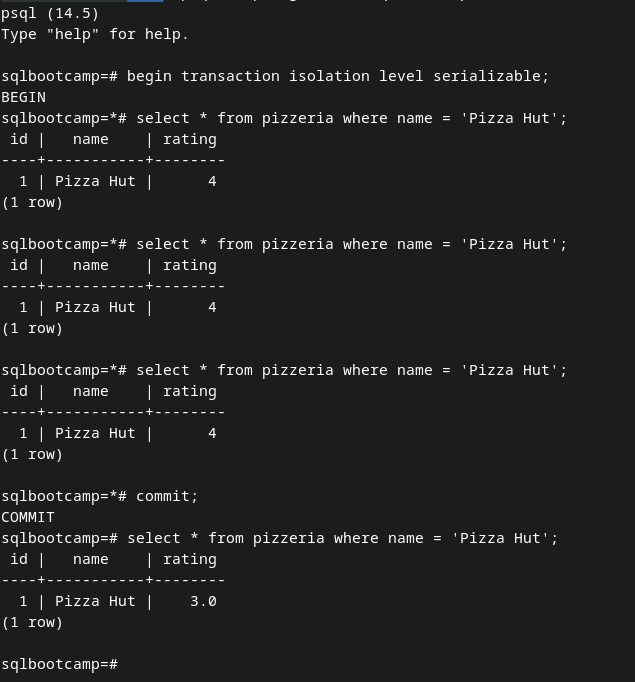 psql (14.5)
Type "help" for help.
sqlbootcamp=# begin transaction isolation level serializable;
BEGIN
sqlbootcamp=*# select * from pizzeria where name = 'Pizza Hut';
 id |   name    | rating
----+-----------+--------
  1 | Pizza Hut |      4
(1 row)
sqlbootcamp=*# select * from pizzeria where name = 'Pizza Hut';
 id |   name    | rating
----+-----------+--------
  1 | Pizza Hut |      4
(1 row)
sqlbootcamp=*# select * from pizzeria where name = 'Pizza Hut';
 id |   name    | rating
----+-----------+--------
  1 | Pizza Hut |      4
(1 row)
sqlbootcamp=*# commit;
COMMIT
sqlbootcamp=# select * from pizzeria where name = 'Pizza Hut';
 id |   name    | rating
----+-----------+--------
  1 | Pizza Hut |    3.0
(1 row)
sqlbootcamp=#